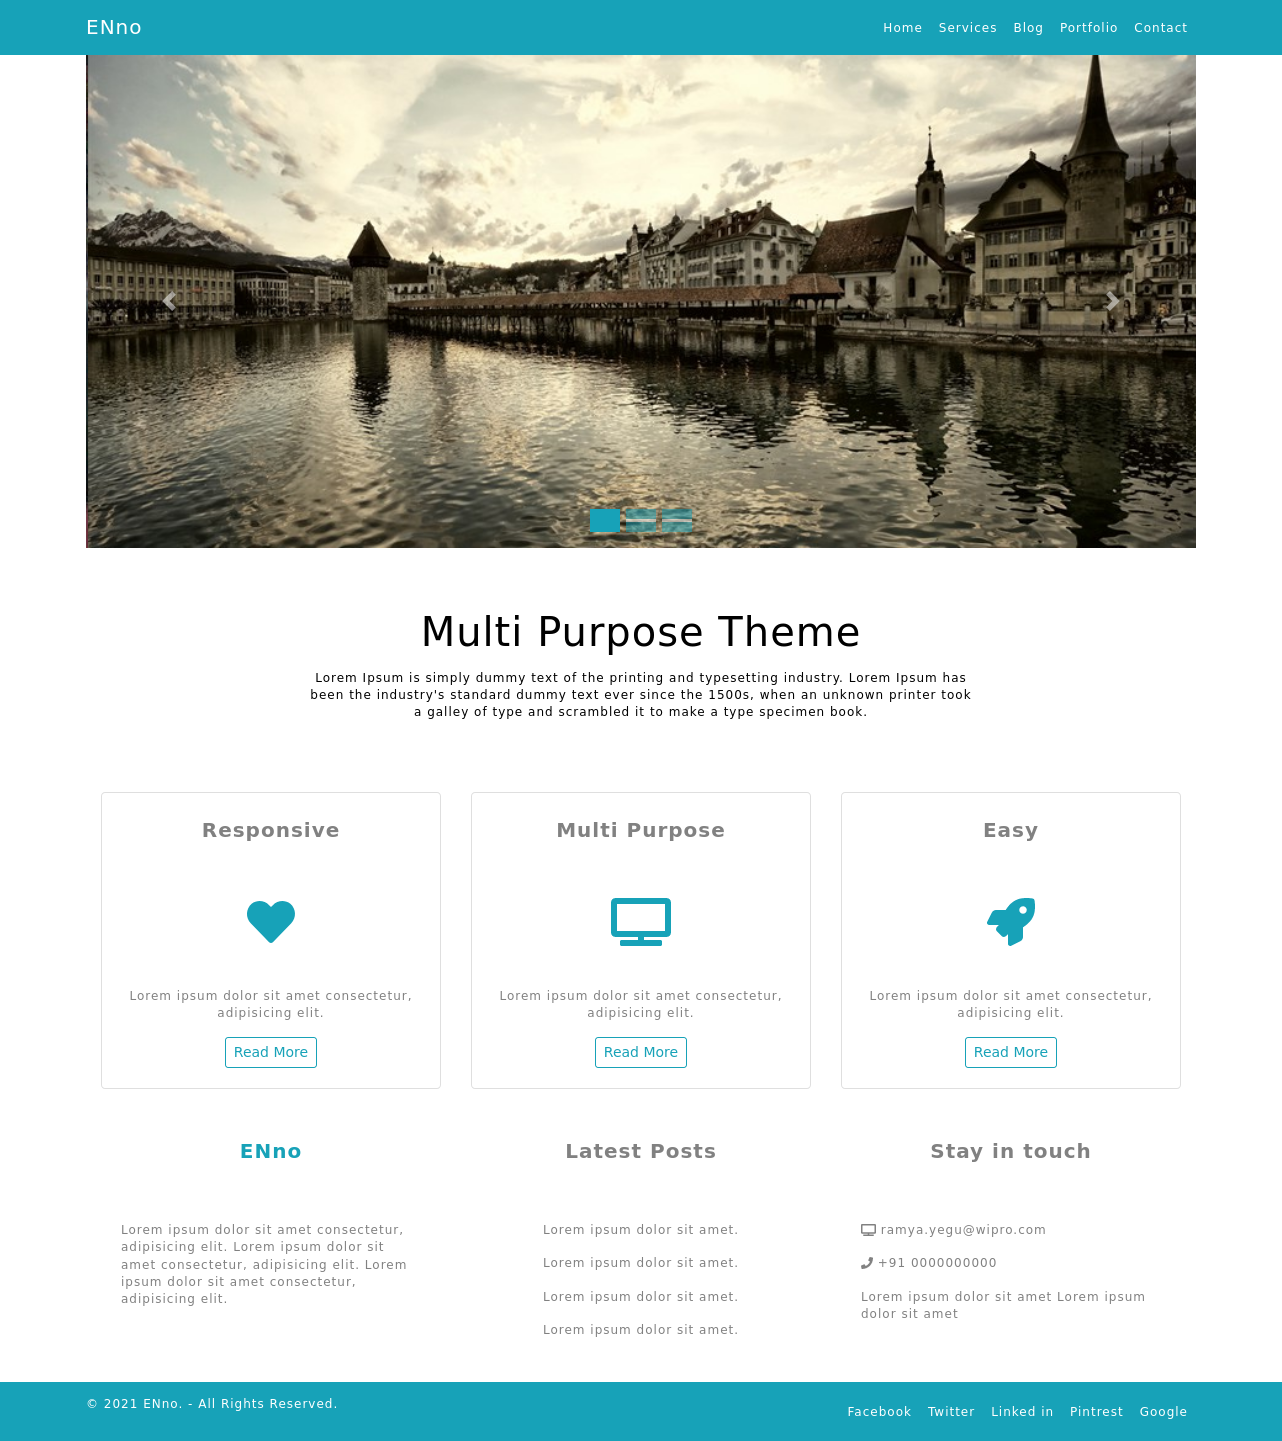 ENno
Home Services Blog Portfolio Contact
Multi Purpose Theme
Lorem Ipsum is simply dummy text of the printing and typesetting industry. Lorem Ipsum has
been the industry's standard dummy text ever since the 1500s, when an unknown printer took
a galley of type and scrambled it to make a type specimen book.
Responsive
Lorem ipsum dolor sit amet consectetur,
adipisicing elit.
Read More
Multi Purpose
Lorem ipsum dolor sit amet consectetur,
adipisicing elit.
Read More
Easy
Lorem ipsum dolor sit amet consectetur,
adipisicing elit.
Read More
ENno
Lorem ipsum dolor sit amet consectetur,
adipisicing elit. Lorem ipsum dolor sit
amet consectetur, adipisicing elit. Lorem
ipsum dolor sit amet consectetur,
adipisicing elit.
Latest Posts
Lorem ipsum dolor sit amet.
Lorem ipsum dolor sit amet.
Lorem ipsum dolor sit amet.
Lorem ipsum dolor sit amet.
Stay in touch
ramya.yegu@wipro.com
+91 0000000000
Lorem ipsum dolor sit amet Lorem ipsum
dolor sit amet
© 2021 ENno. - All Rights Reserved.
Facebook Twitter Linked in Pintrest Google